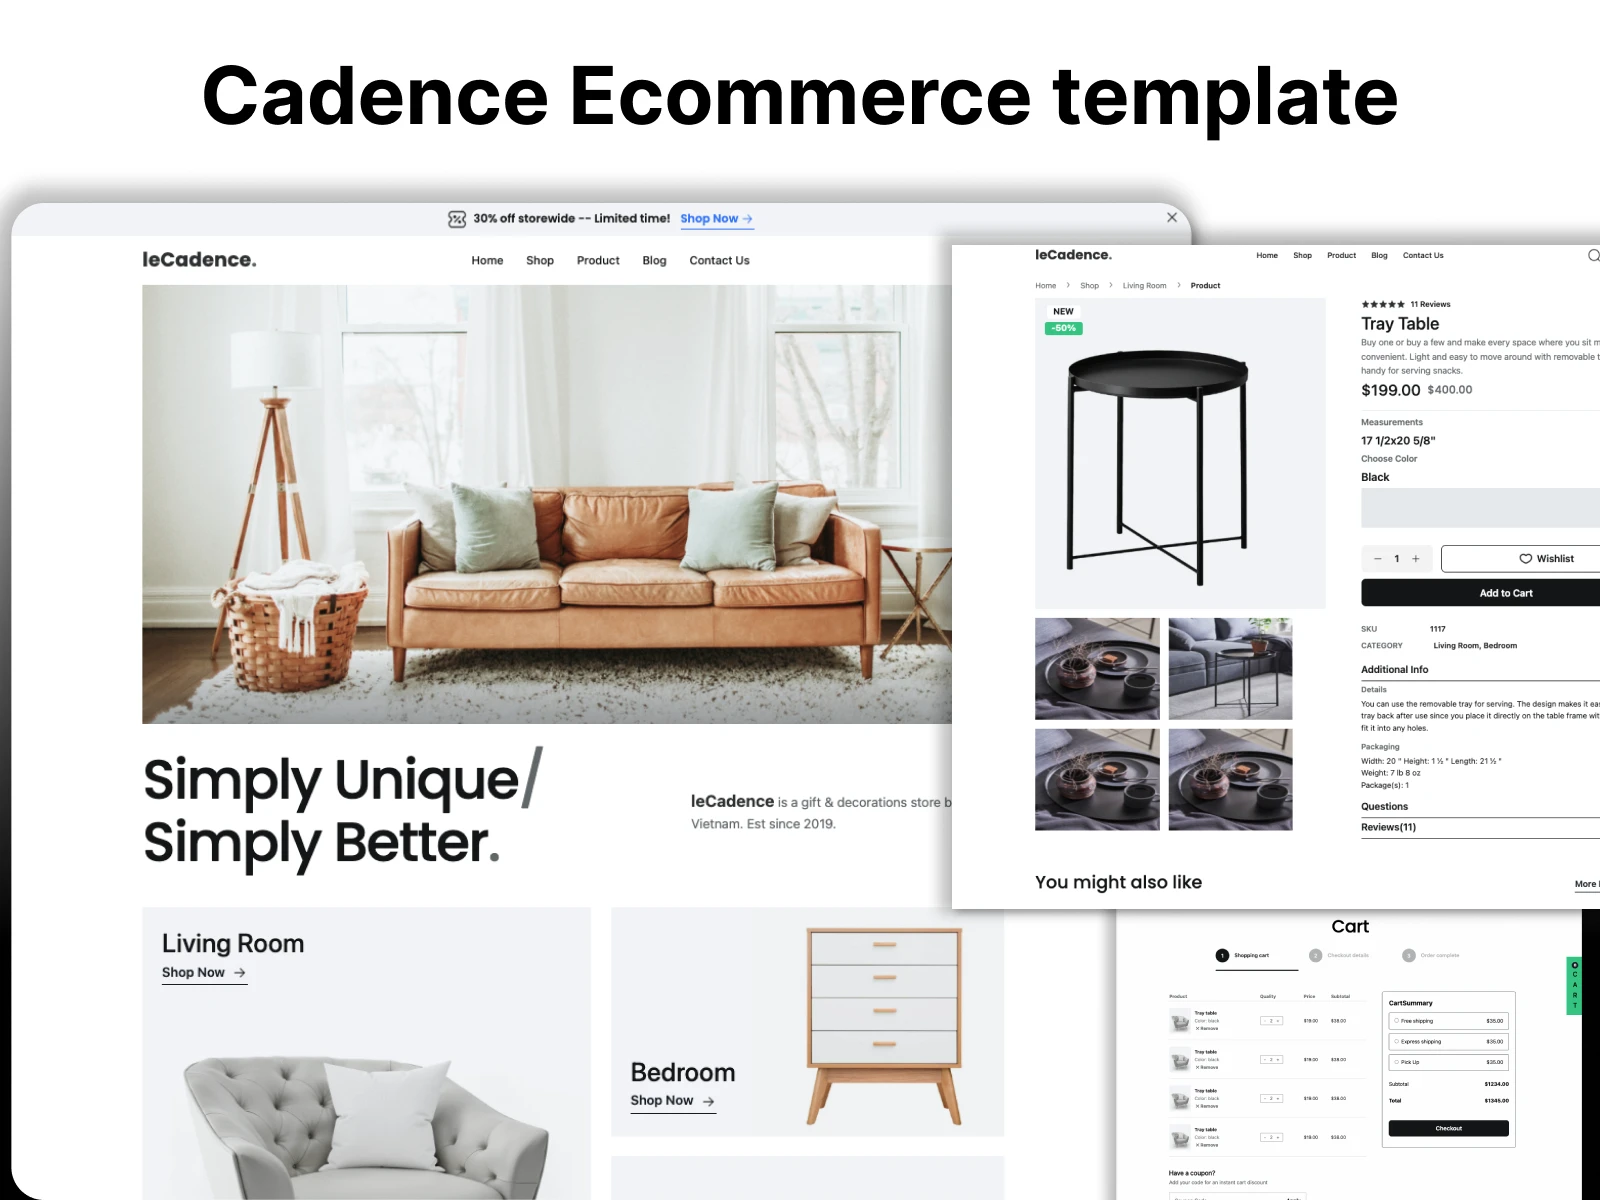 Cadence Ecommerce template
30% off storewide -- Limited time! Shop Now →
leCadence.
Home Shop Product Blog Contact Us
Simply Unique/
Simply Better.
leCadence is a gift & decorations store b
Vietnam. Est since 2019.
Living Room
Shop Now →
Bedroom
Shop Now →
leCadence.
Home Shop Product Blog Contact Us
Home > Shop > Living Room > Product
NEW
-50%
★★★★★ 11 Reviews
Tray Table
Buy one or buy a few and make every space where you sit m
convenient. Light and easy to move around with removable t
handy for serving snacks.
$199.00 $400.00
Measurements
17 1/2x20 5/8"
Choose Color
Black
− 1 + Wishlist
Add to Cart
SKU 1117
CATEGORY Living Room, Bedroom
Additional Info
Details
You can use the removable tray for serving. The design makes it eas
tray back after use since you place it directly on the table frame wit
fit it into any holes.
Packaging
Width: 20 " Height: 1 ½ " Length: 21 ½ "
Weight: 7 lb 8 oz
Package(s): 1
Questions
Reviews(11)
You might also like
More
Cart
1 Shopping cart 2 Checkout details 3 Order complete
Product Quality Price Subtotal
Tray table
Color: black
× Remove
- 2 + $19.00 $38.00
Tray table
Color: black
× Remove
- 2 + $19.00 $38.00
Tray table
Color: black
× Remove
- 2 + $19.00 $38.00
Tray table
Color: black
× Remove
- 2 + $19.00 $38.00
Have a coupon?
Add your code for an instant cart discount
CartSummary
Free shipping $35.00
Express shipping $35.00
Pick Up $35.00
Subtotal $1234.00
Total $1345.00
Checkout
C
A
R
T